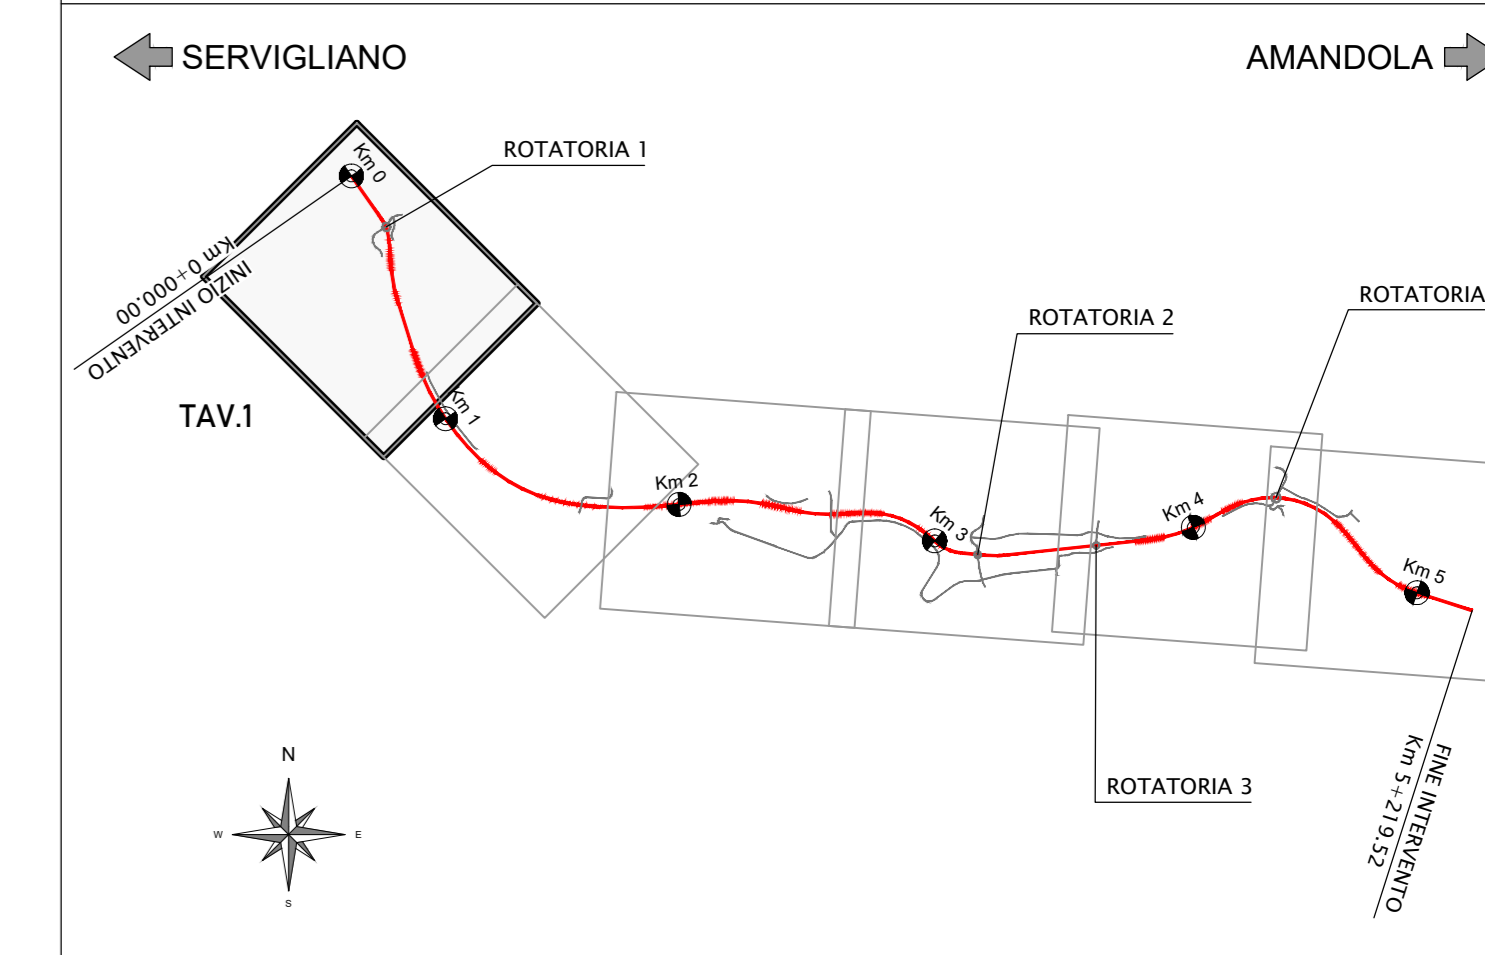 SERVIGLIANO
AMANDOLA
Km 0
ROTATORIA 1
Km 0+000.00
INIZIO INTERVENTO
ROTATORIA
ROTATORIA 2
TAV.1
Km 1
Km 2
Km 3
Km 4
Km 5
N
W
E
S
ROTATORIA 3
FINE INTERVENTO
Km 5+219.52